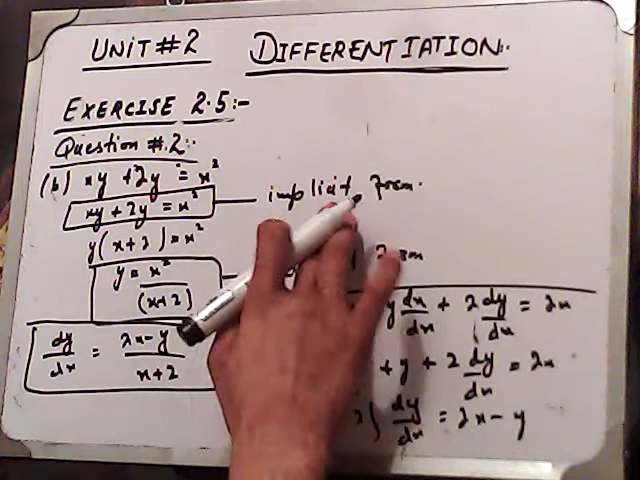 UNIT #2 DIFFERENTIATION:.
EXERCISE 2.5:-
Question #.2:.
(b) xy + 2y = x²
xy + 2y = x² — implicit form.
y(x+2) = x²
y = x²/(x+2)
y dx/dx + 2 dy/dx = 2x
dy/dx = 2x-y/x+2
+ y + 2 dy/dx = 2x
) dy/dx = 2x - y